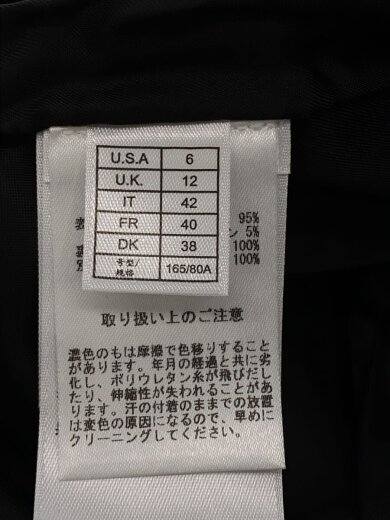 U.S.A 6
U.K. 12
IT 42
FR 40
DK 38
号型/规格 165/80A
95%
ン 5%
100%
100%
取り扱い上のご注意
濃色のもは摩擦で色移りすること
があります。年月の経過と共に劣
化し、ポリウレタン糸が飛びだし
たり、伸縮性が失われることがあ
ります。汗の付着のままでの放置
は変色の原因になるので、早めに
クリーニングしてください。